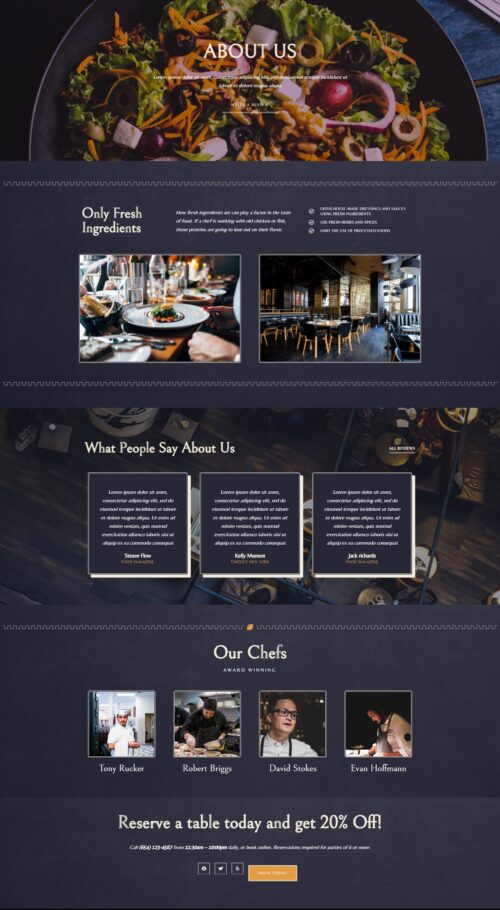 ABOUT US
Lorem ipsum dolor sit amet, consectetur adipiscing elit, sed do eiusmod tempor incididunt ut
labore et dolore magna aliqua.
WRITE A REVIEW
Only Fresh
Ingredients
How fresh ingredients are can play a factor in the taste
of food. If a chef is working with old chicken or fish,
those proteins are going to lose out on their flavor.
OFFER HOUSE-MADE DRESSINGS AND SAUCES
USING FRESH INGREDIENTS
USE FRESH HERBS AND SPICES
LIMIT THE USE OF PROCESSED FOODS
What People Say About Us
ALL REVIEWS
Lorem ipsum dolor sit amet,
consectetur adipiscing elit, sed do
eiusmod tempor incididunt ut labore
et dolore magna aliqua. Ut enim ad
minim veniam, quis nostrud
exercitation ullamco laboris ut labore
aliquip ex ea commodo consequat
Steave Flow
FOOD MAGAZINE
Lorem ipsum dolor sit amet,
consectetur adipiscing elit, sed do
eiusmod tempor incididunt ut labore
et dolore magna aliqua. Ut enim ad
minim veniam, quis nostrud
exercitation ullamco laboris ut labore
aliquip ex ea commodo consequat
Kelly Munson
TIMEOUT NEW YORK
Lorem ipsum dolor sit amet,
consectetur adipiscing elit, sed do
eiusmod tempor incididunt ut labore
et dolore magna aliqua. Ut enim ad
minim veniam, quis nostrud
exercitation ullamco laboris ut labore
aliquip ex ea commodo consequat
Jack richards
FOOD MAGAZINE
Our Chefs
AWARD WINNING
Tony Rucker
Robert Briggs
David Stokes
Evan Hoffmann
Reserve a table today and get 20% Off!
Call (654) 123-4567 from 11:30am – 10:00pm daily, or book online. Reservations required for parties of 6 or more.
BOOK TODAY